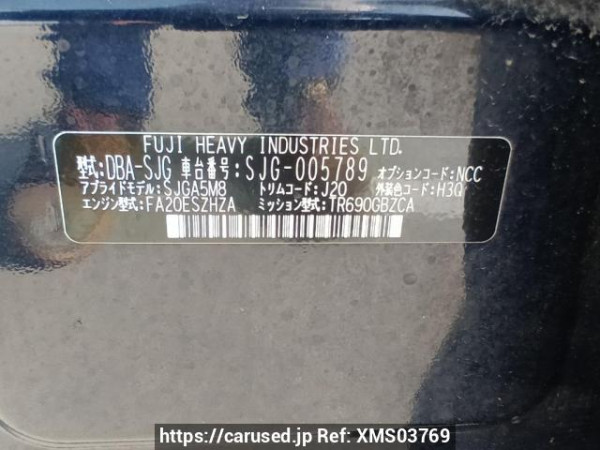 FUJI HEAVY INDUSTRIES LTD.
型式:DBA-SJG 車台番号:SJG-005789 オプションコード:NCC
アプライドモデル:SJGA5M8 トリムコード:J20 外装色コード:H3Q
エンジン型式:FA20ESZHZA ミッション型式:TR690GBZCA
https://carused.jp Ref: XMS03769